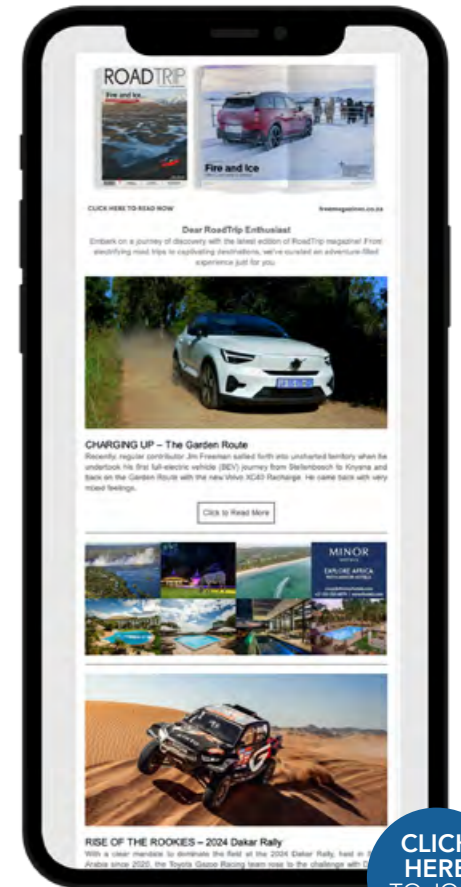 ROADTRIP
Fire and Ice
Fire and Ice
CLICK HERE TO READ NOW
freemagazines.co.za
Dear RoadTrip Enthusiast
Embark on a journey of discovery with the latest edition of RoadTrip magazine! From
electrifying road trips to captivating destinations, we've curated an adventure-filled
experience just for you.
CHARGING UP – The Garden Route
Recently, regular contributor Jim Freeman sallied forth into uncharted territory when he
undertook his first full-electric vehicle (BEV) journey from Stellenbosch to Knysna and
back on the Garden Route with the new Volvo XC40 Recharge. He came back with very
mixed feelings.
Click to Read More
MINOR
HOTELS
EXPLORE AFRICA
WITH MINOR HOTELS
RISE OF THE ROOKIES – 2024 Dakar Rally
With a clear mandate to dominate the field at the 2024 Dakar Rally, held in
Arabia since 2020, the Toyota Gazoo Racing team rose to the challenge with
CLICK
HERE